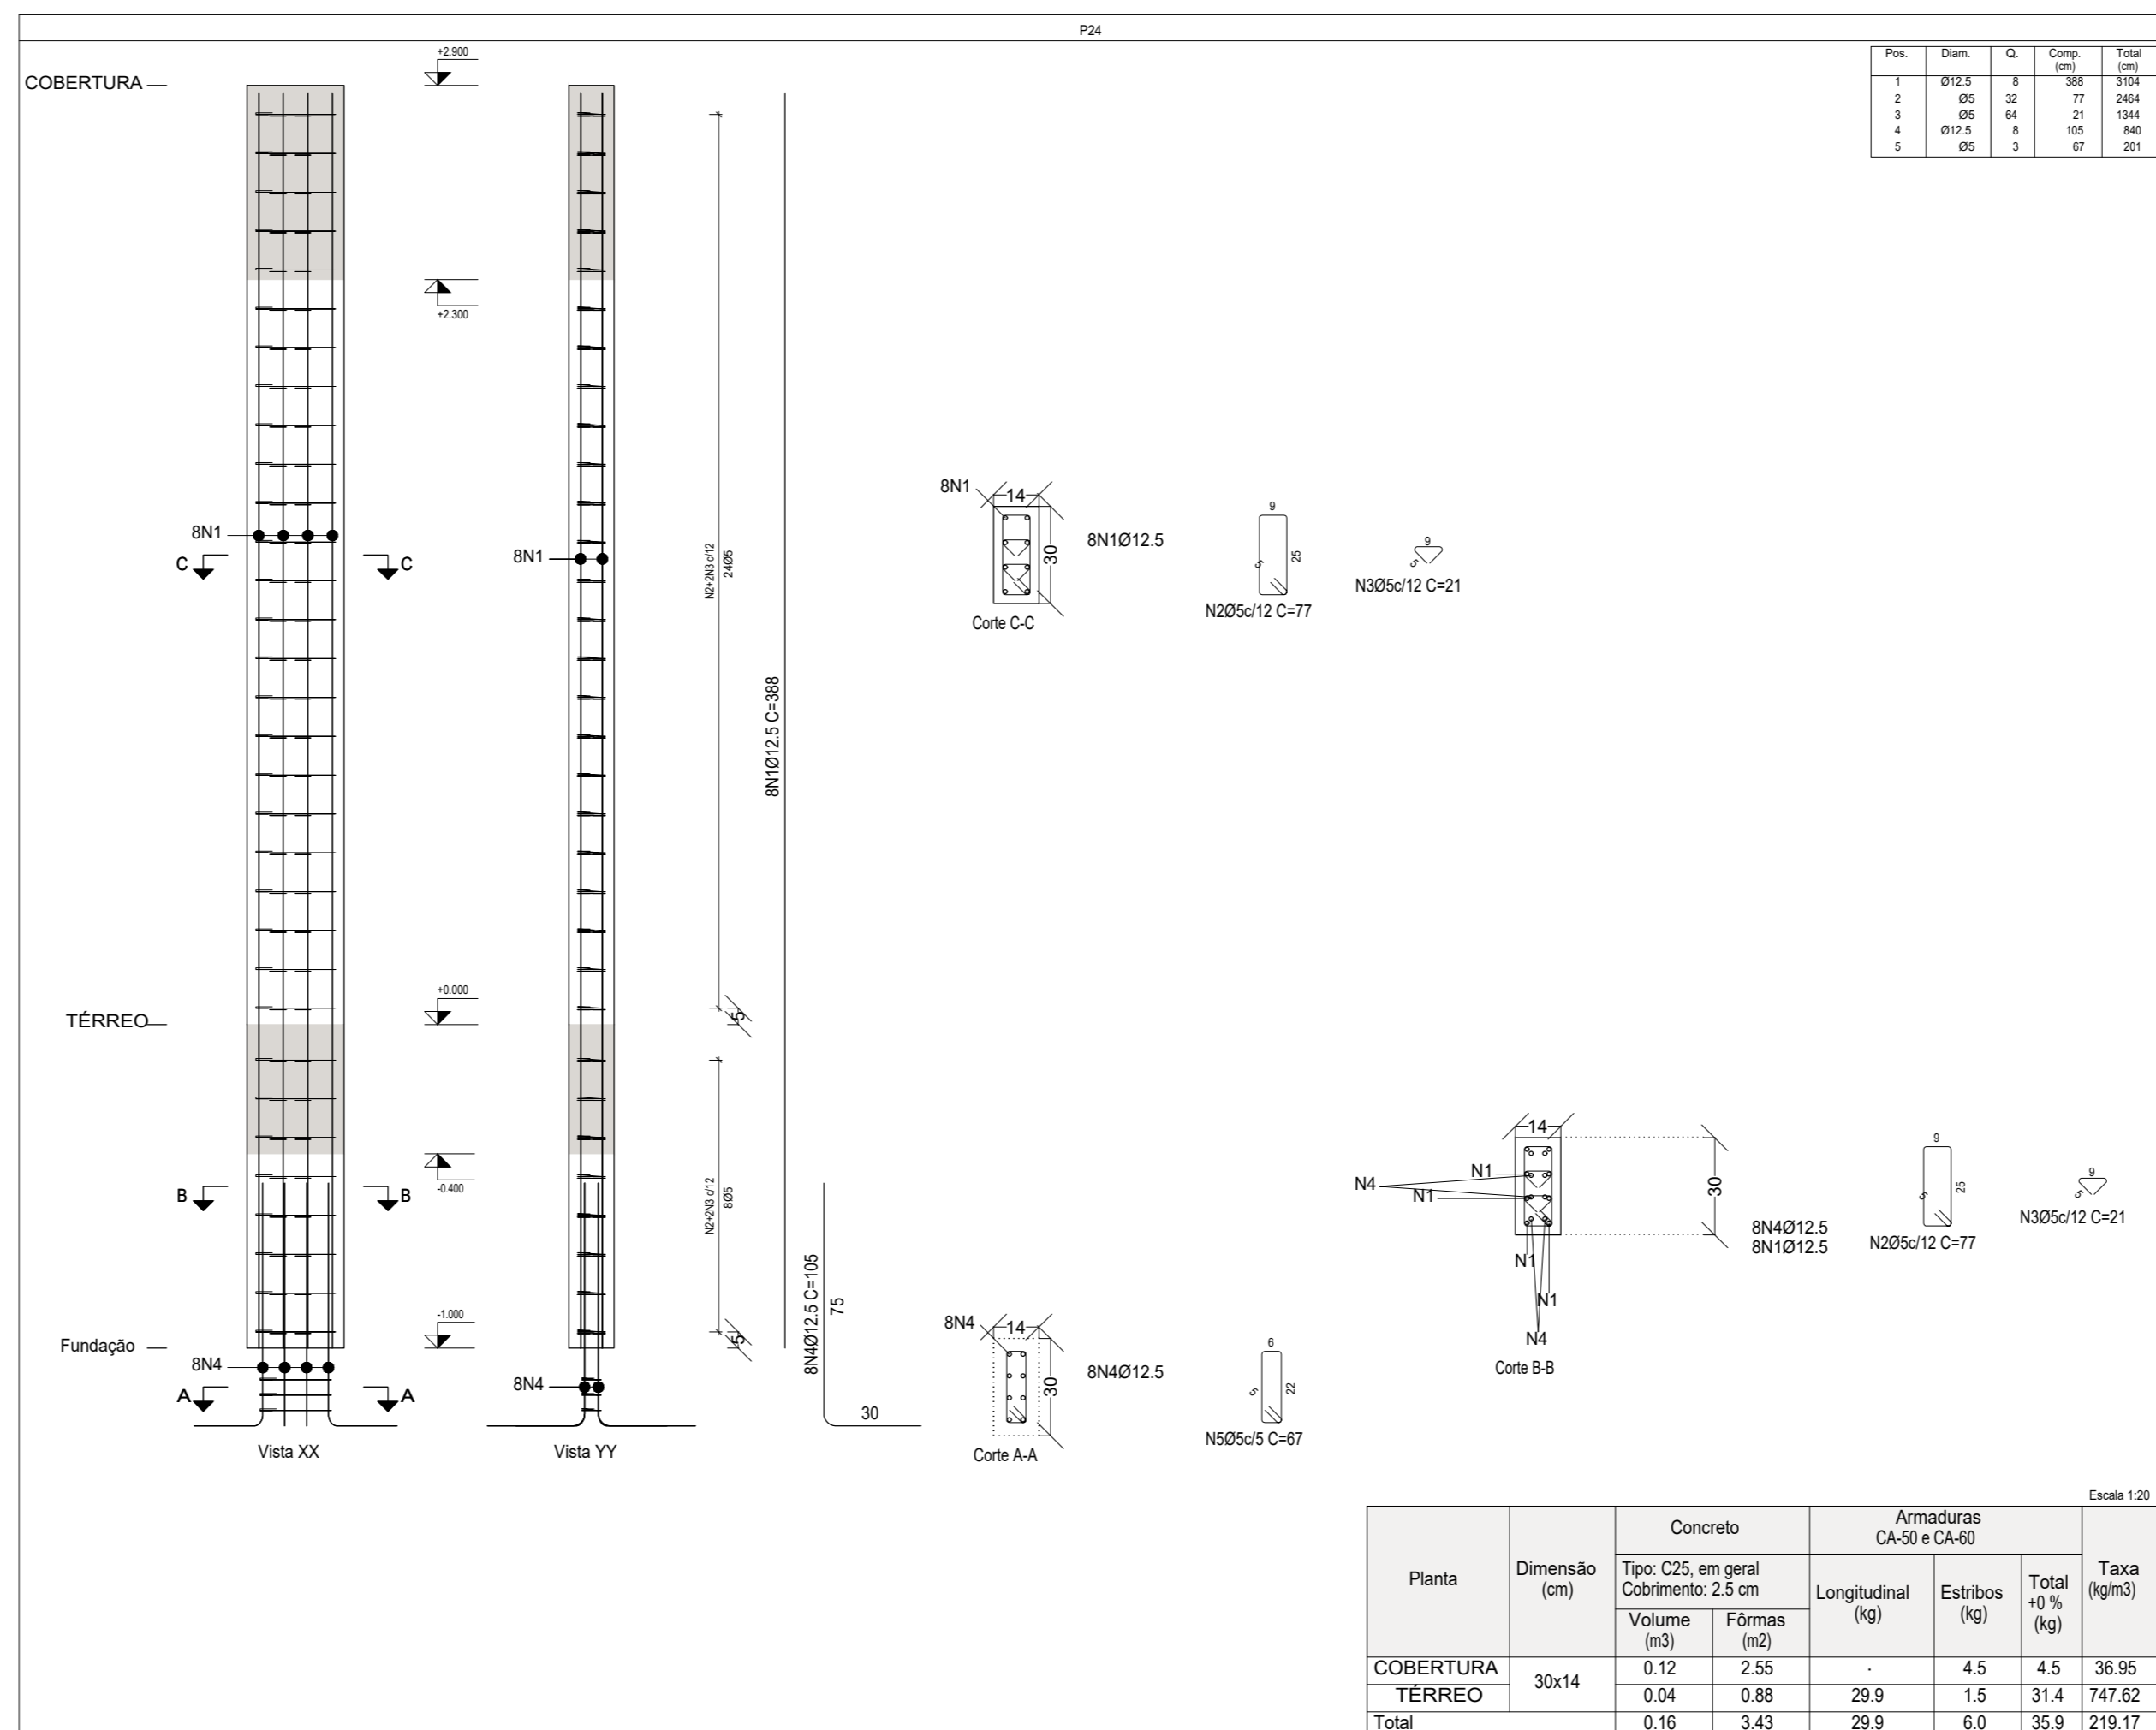 P24
Pos. Diam. Q. Comp. (cm) Total (cm)
1 Ø12.5 8 388 3104
2 Ø5 32 77 2464
3 Ø5 64 21 1344
4 Ø12.5 8 105 840
5 Ø5 3 67 201
COBERTURA
+2.900
+2.300
8N1
C C
8N1
N2+2N3 c/12
24Ø5
8N1Ø12.5 C=388
8N1
14
30
8N1Ø12.5
Corte C-C
9
25
5
N2Ø5c/12 C=77
9
5
N3Ø5c/12 C=21
TÉRREO
+0.000
5
-0.400
B B
N2+2N3 c/12
8Ø5
5
Fundação
-1.000
8N4
8N4
A A
Vista XX
Vista YY
8N4Ø12.5 C=105
75
30
8N4
14
30
8N4Ø12.5
Corte A-A
6
22
5
N5Ø5c/5 C=67
14
30
N1
N4
N1
N1
N1
N4
Corte B-B
8N4Ø12.5
8N1Ø12.5
9
25
5
N2Ø5c/12 C=77
9
5
N3Ø5c/12 C=21
Escala 1:20
Planta Dimensão (cm) Concreto Armaduras CA-50 e CA-60 Taxa (kg/m3)
Tipo: C25, em geral
Cobrimento: 2.5 cm
Longitudinal (kg) Estribos (kg) Total +0 % (kg)
Volume (m3) Fôrmas (m2)
COBERTURA 30x14 0.12 2.55 - 4.5 4.5 36.95
TÉRREO 0.04 0.88 29.9 1.5 31.4 747.62
Total 0.16 3.43 29.9 6.0 35.9 219.17